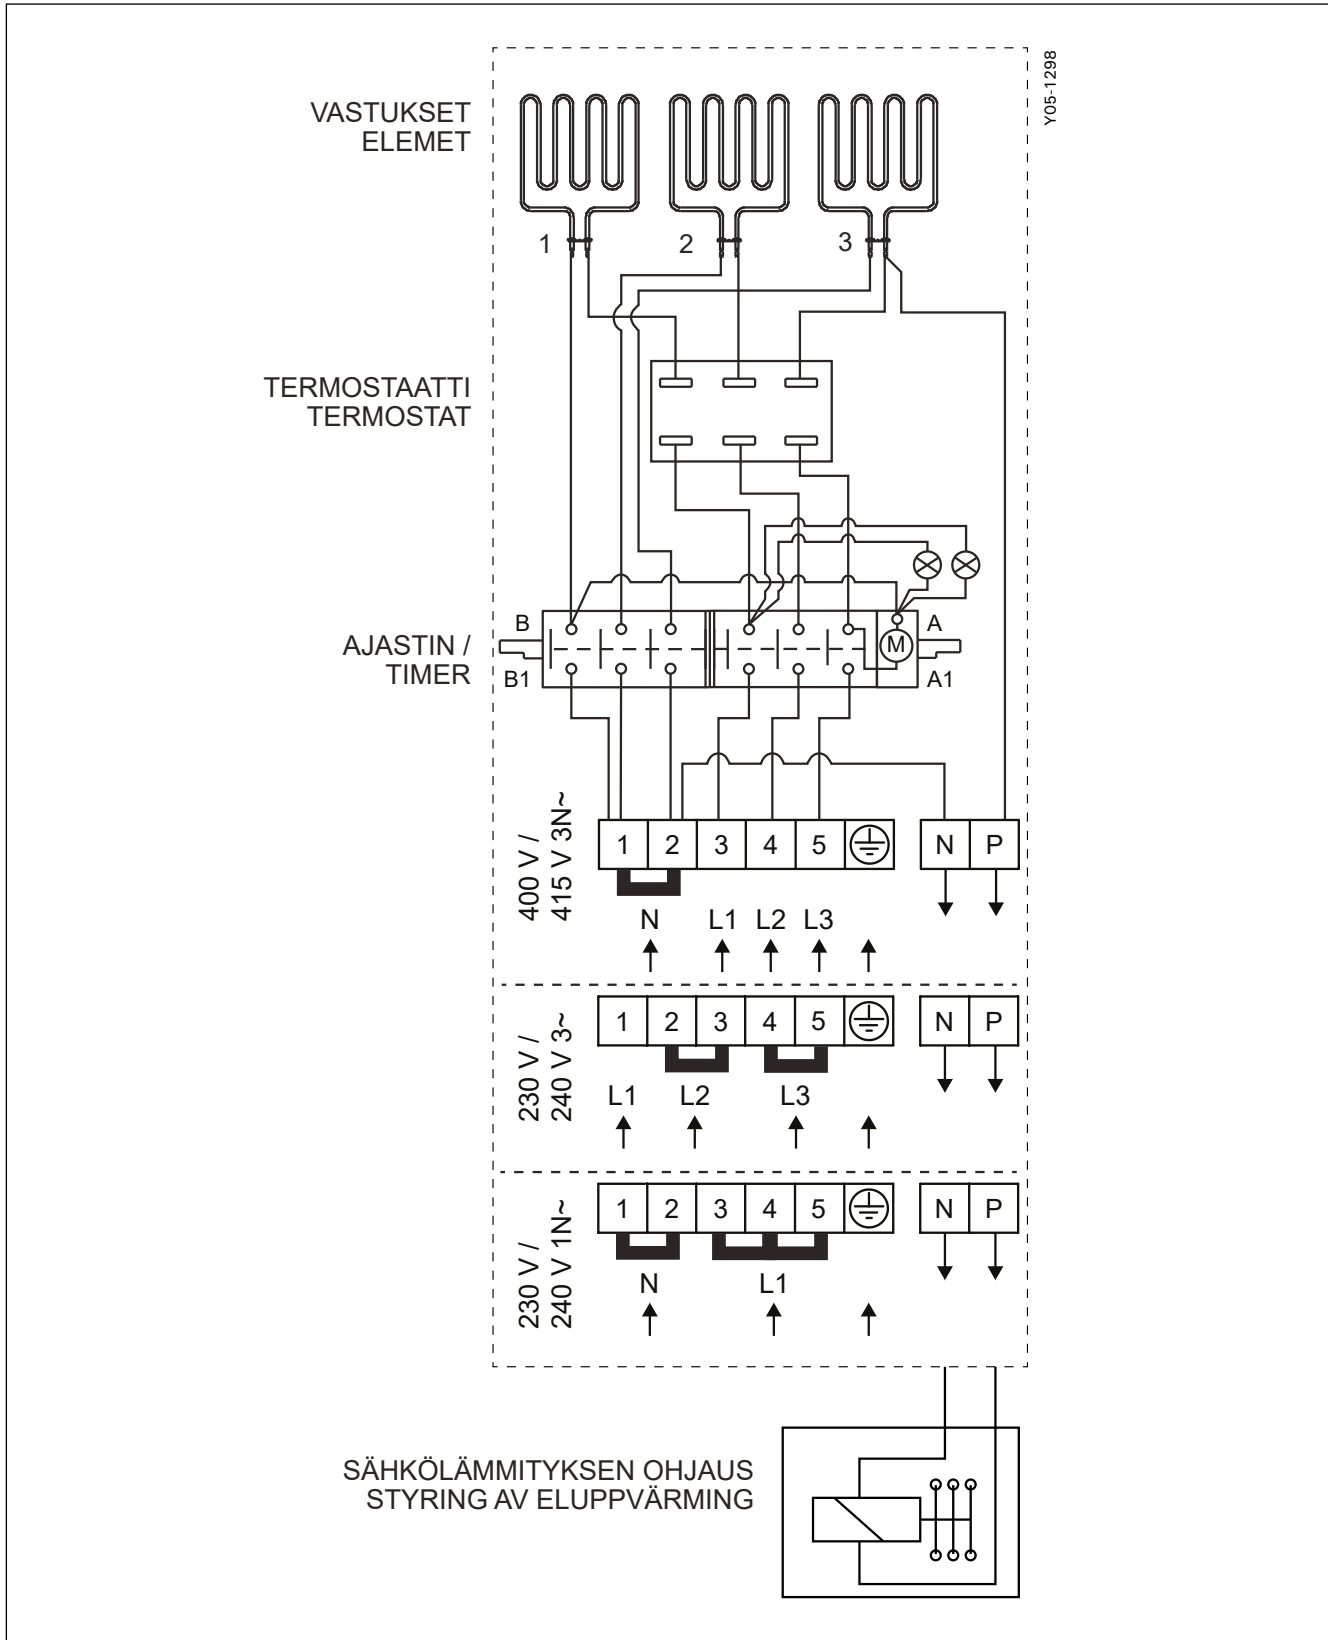 Y05-1298
VASTUKSET
ELEMET
1
2
3
TERMOSTAATTI
TERMOSTAT
AJASTIN /
TIMER
B
A
M
B1
A1
400 V /
415 V 3N~
1 2 3 4 5 N P
N L1 L2 L3
230 V /
240 V 3~
1 2 3 4 5 N P
L1 L2 L3
230 V /
240 V 1N~
1 2 3 4 5 N P
N L1
SÄHKÖLÄMMITYKSEN OHJAUS
STYRING AV ELUPPVÄRMING